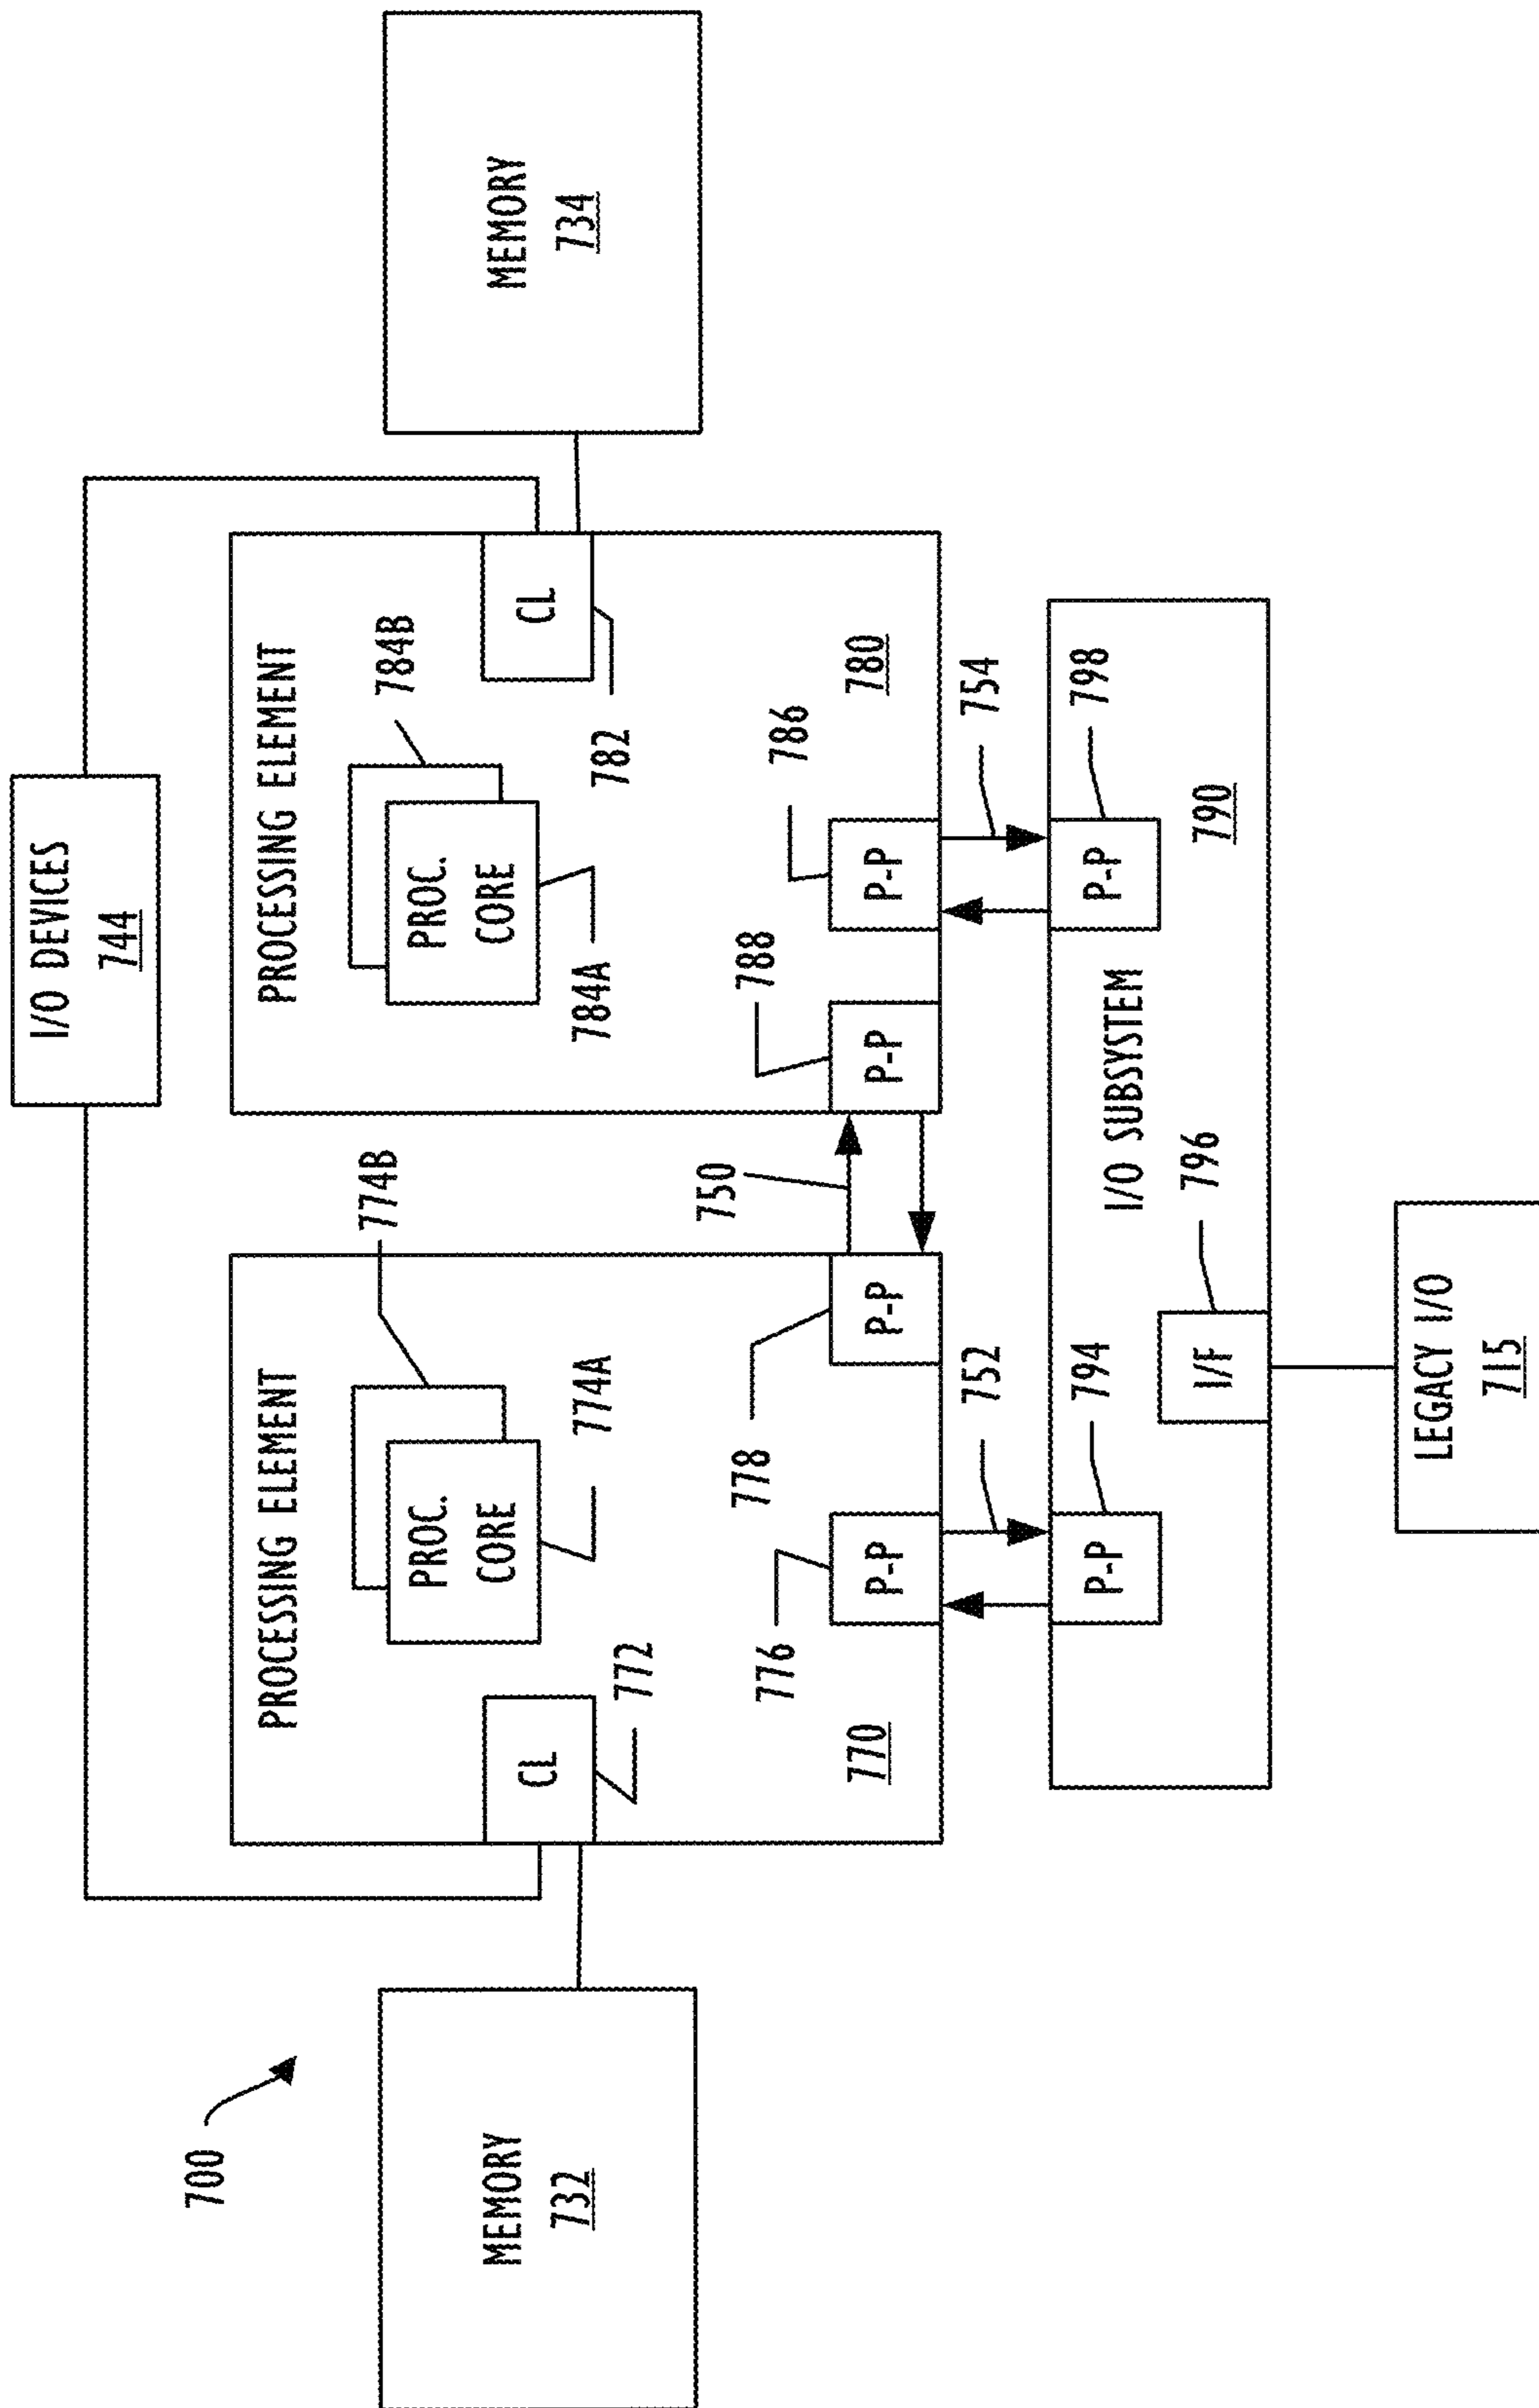 700
I/O DEVICES
744
MEMORY
732
PROCESSING ELEMENT
774B
PROC.
CORE
774A
CL
772
778
P-P
776
P-P
770
750
PROCESSING ELEMENT
784B
PROC.
CORE
784A
CL
782
788
P-P
786
P-P
780
MEMORY
734
752
754
794
P-P
I/O SUBSYSTEM
798
P-P
790
796
I/F
LEGACY I/O
715